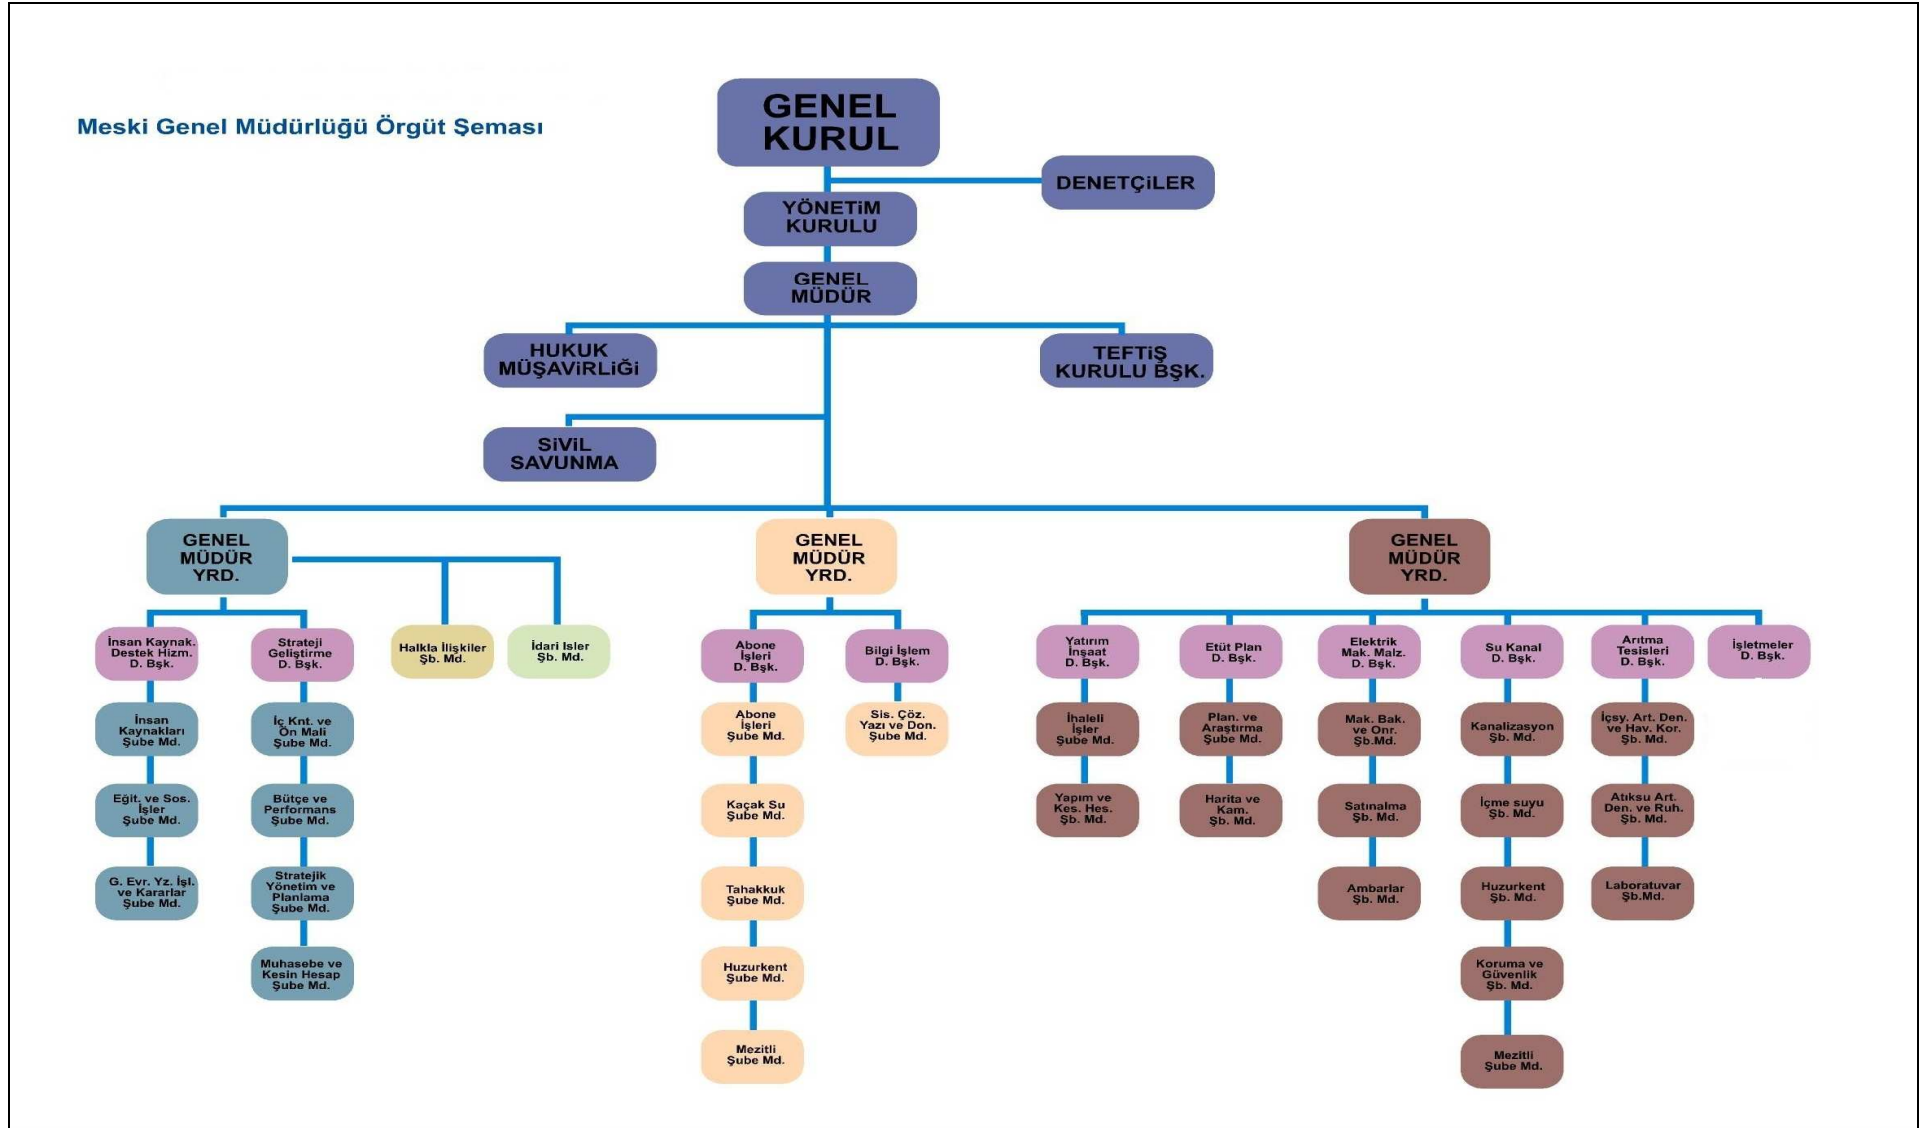 Meski Genel Müdürlüğü Örgüt Şeması
GENEL
KURUL
DENETÇiLER
YÖNETiM
KURULU
GENEL
MÜDÜR
HUKUK
MÜŞAViRLiĞi
TEFTiŞ
KURULU BŞK.
SiViL
SAVUNMA
GENEL
MÜDÜR
YRD.
GENEL
MÜDÜR
YRD.
GENEL
MÜDÜR
YRD.
İnsan Kaynak.
Destek Hizm.
D. Bşk.
Strateji
Geliştirme
D. Bşk.
Halkla İlişkiler
Şb. Md.
İdari Isler
Şb. Md.
Abone
İşleri
D. Bşk.
Bilgi İşlem
D. Bşk.
Yatırım
İnşaat
D. Bşk.
Etüt Plan
D. Bşk.
Elektrik
Mak. Malz.
D. Bşk.
Su Kanal
D. Bşk.
Arıtma
Tesisleri
D. Bşk.
İşletmeler
D. Bşk.
İnsan
Kaynakları
Şube Md.
İç Knt. ve
Ön Mali
Şube Md.
Abone
İşleri
Şube Md.
Sis. Çöz.
Yazı ve Don.
Şube Md.
İhaleli
İşler
Şube Md.
Plan. ve
Araştırma
Şube Md.
Mak. Bak.
ve Onr.
Şb.Md.
Kanalizasyon
Şb. Md.
İçsy. Art. Den.
ve Hav. Kor.
Şb. Md.
Eğit. ve Sos.
İşler
Şube Md.
Bütçe ve
Performans
Şube Md.
Kaçak Su
Şube Md.
Yapım ve
Kes. Hes.
Şb. Md.
Harita ve
Kam.
Şb. Md.
Satınalma
Şb. Md.
İçme suyu
Şb. Md.
Atıksu Art.
Den. ve Ruh.
Şb. Md.
G. Evr. Yz. İşl.
ve Kararlar
Şube Md.
Stratejik
Yönetim ve
Planlama
Şube Md.
Tahakkuk
Şube Md.
Ambarlar
Şb. Md.
Huzurkent
Şb. Md.
Laboratuvar
Şb.Md.
Muhasebe ve
Kesin Hesap
Şube Md.
Huzurkent
Şube Md.
Koruma ve
Güvenlik
Şb. Md.
Mezitli
Şube Md.
Mezitli
Şube Md.